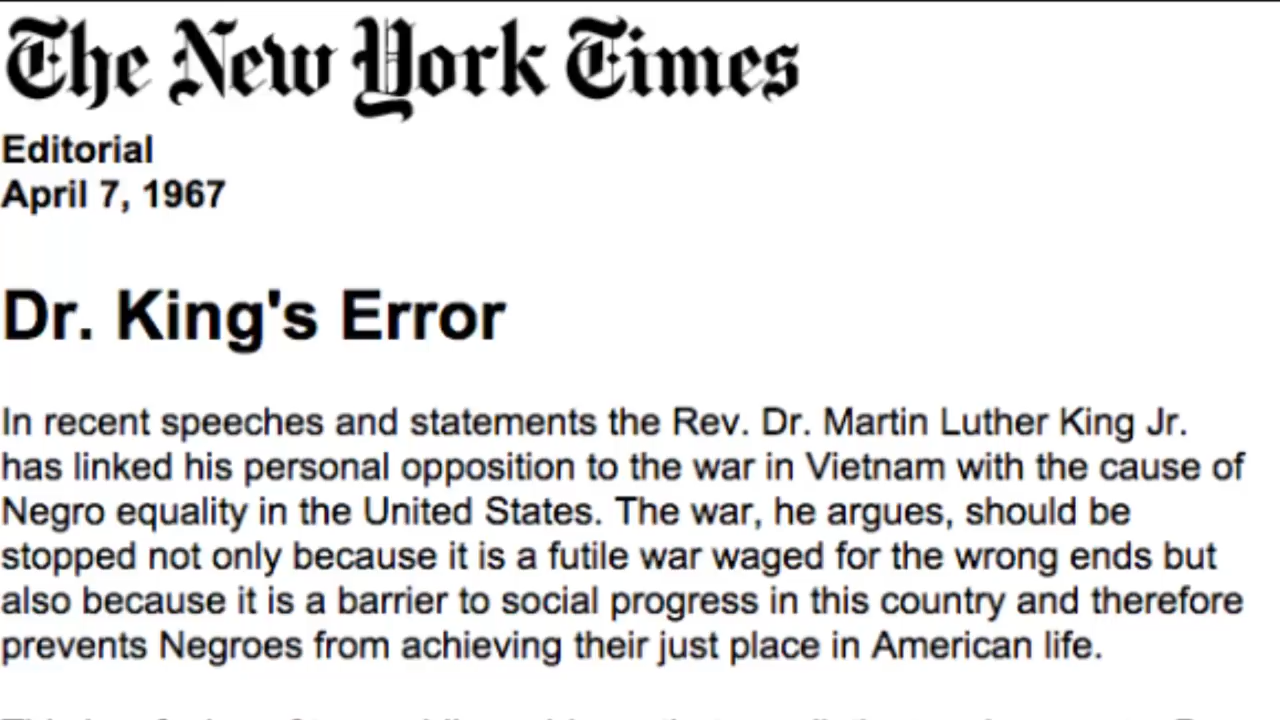 The New York Times
Editorial
April 7, 1967
Dr. King's Error
In recent speeches and statements the Rev. Dr. Martin Luther King Jr.
has linked his personal opposition to the war in Vietnam with the cause of
Negro equality in the United States. The war, he argues, should be
stopped not only because it is a futile war waged for the wrong ends but
also because it is a barrier to social progress in this country and therefore
prevents Negroes from achieving their just place in American life.